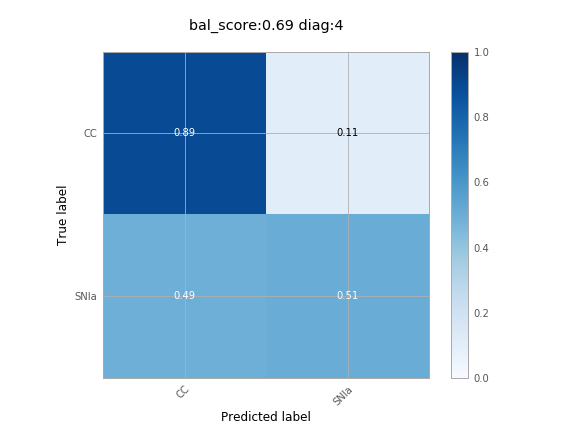 bal_score:0.69 diag:4
1.0
0.8
0.6
0.4
0.2
0.0
True label
CC
0.89
0.11
SNIa
0.49
0.51
CC
SNIa
Predicted label